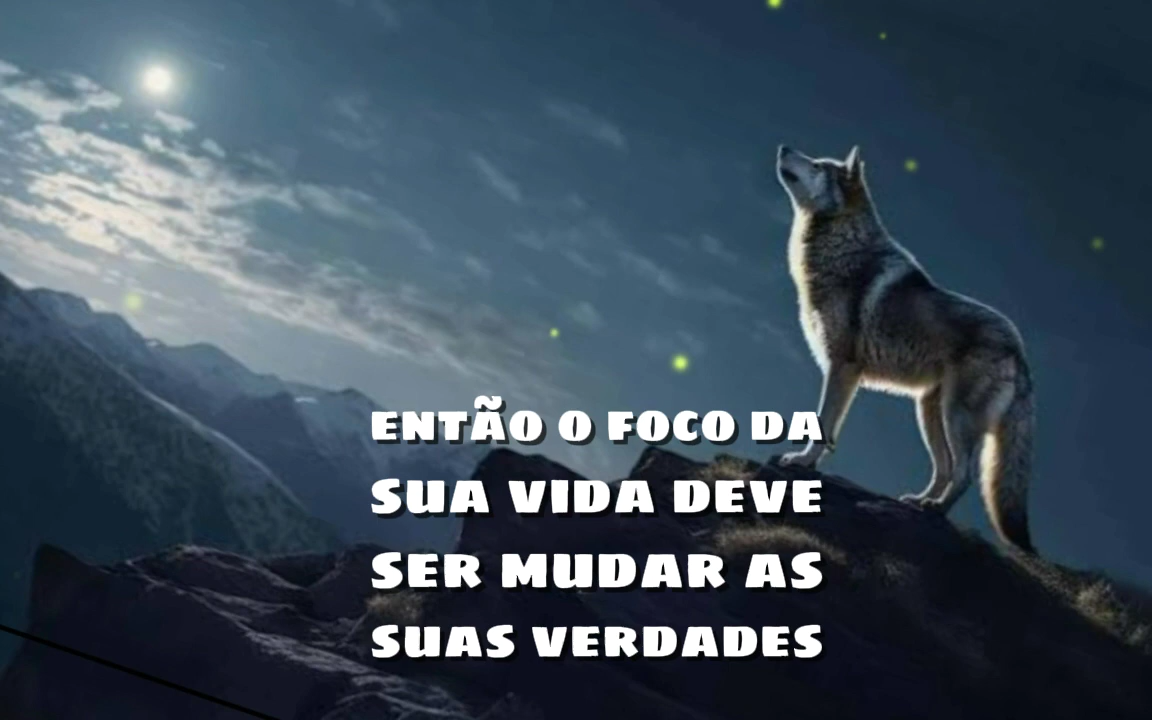 ENTÃO O FOCO DA
SUA VIDA DEVE
SER MUDAR AS
SUAS VERDADES